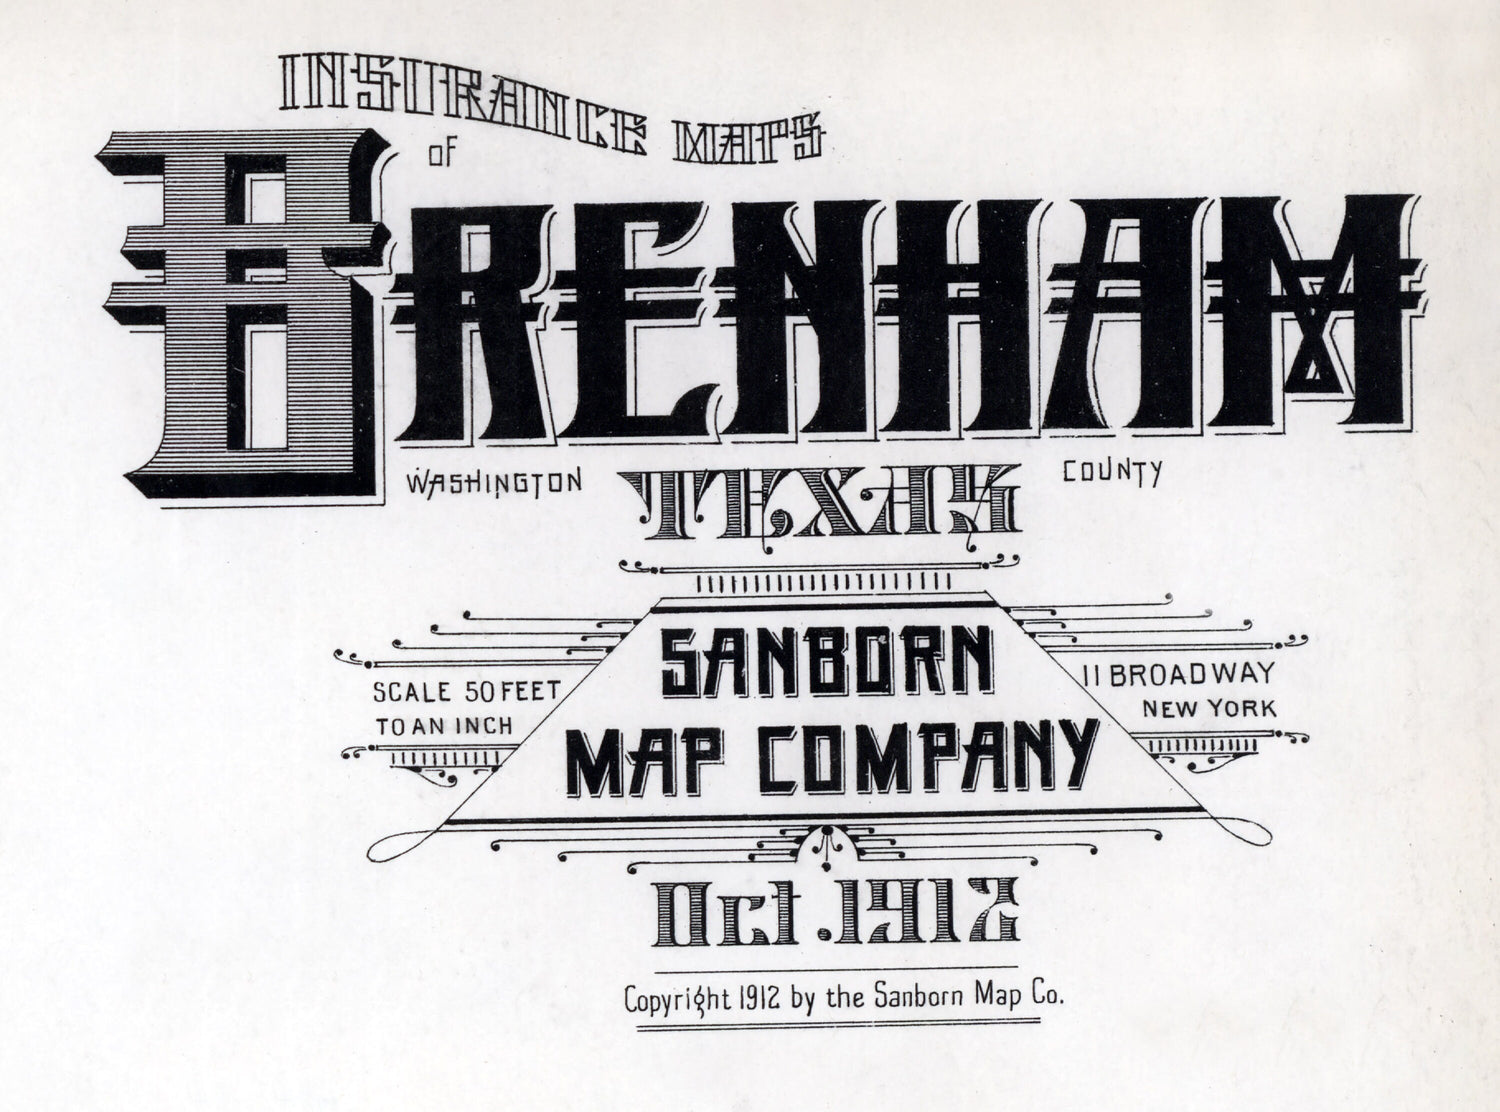 INSURANCE MAPS
OF
BRENHAM
WASHINGTON TEXAS COUNTY
SANBORN
MAP COMPANY
SCALE 50 FEET
TO AN INCH
11 BROADWAY
NEW YORK
Oct. 1912
Copyright 1912 by the Sanborn Map Co.